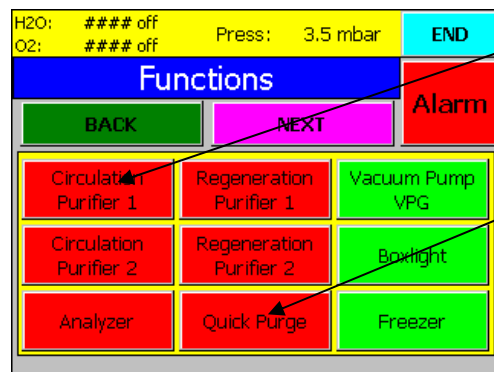 H2O: #### off Press: 3.5 mbar END
O2: #### off
Functions
Alarm
BACK NEXT
Circulation Purifier 1
Regeneration Purifier 1
Vacuum Pump VPG
Circulation Purifier 2
Regeneration Purifier 2
Boxlight
Analyzer
Quick Purge
Freezer